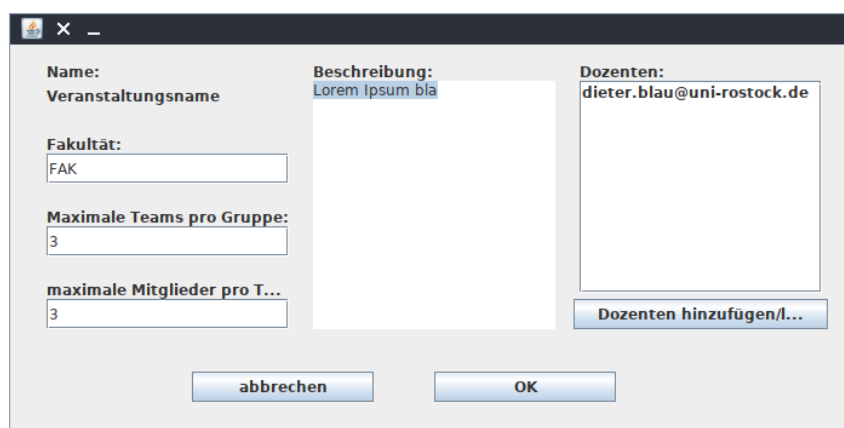 Name:
Veranstaltungsname
Fakultät:
FAK
Maximale Teams pro Gruppe:
3
maximale Mitglieder pro T...
3
Beschreibung:
Lorem Ipsum bla
Dozenten:
dieter.blau@uni-rostock.de
Dozenten hinzufügen/l...
abbrechen
OK